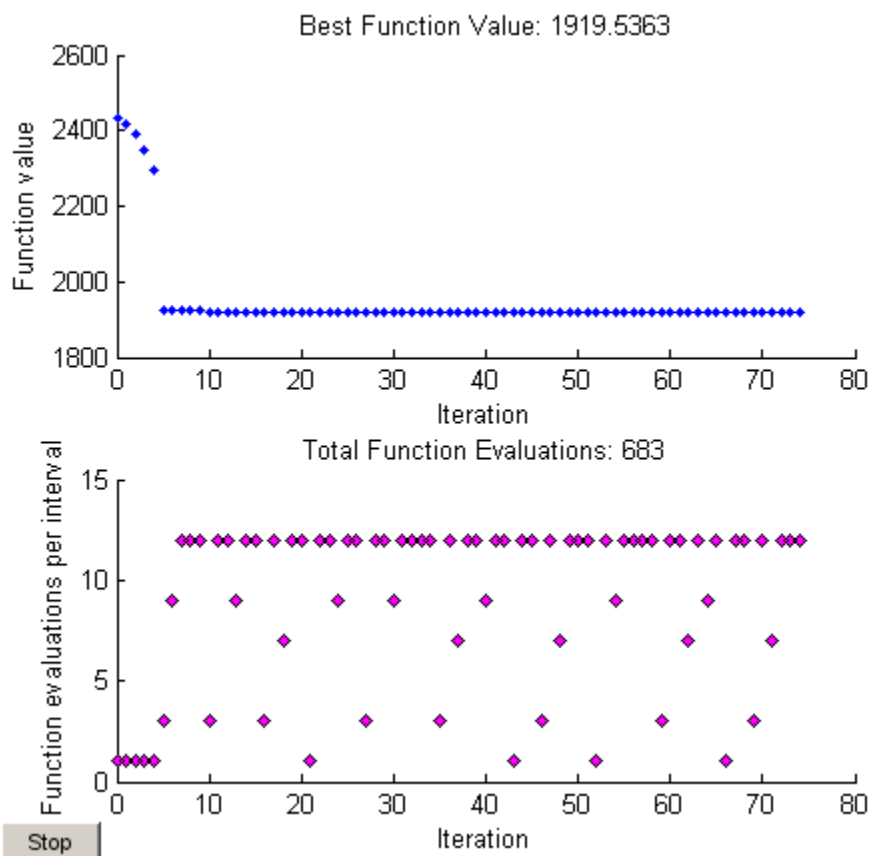 Best Function Value: 1919.5363
2600
2400
2200
2000
1800
Function value
0 10 20 30 40 50 60 70 80
Iteration
Total Function Evaluations: 683
15
10
5
0
Function evaluations per interval
0 10 20 30 40 50 60 70 80
Iteration
Stop